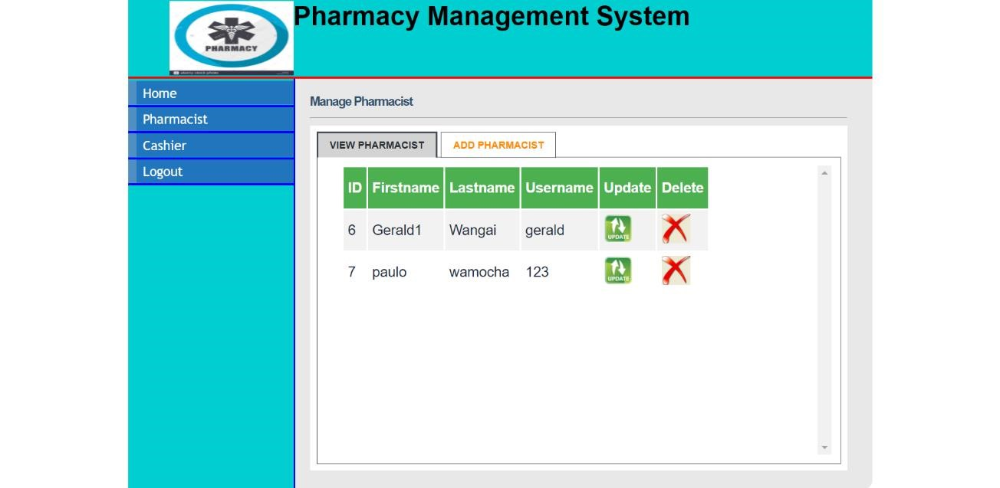 Pharmacy Management System
PHARMACY
Home
Pharmacist
Cashier
Logout
Manage Pharmacist
VIEW PHARMACIST ADD PHARMACIST
ID Firstname Lastname Username Update Delete
6 Gerald1 Wangai gerald UPDATE
7 paulo wamocha 123 UPDATE